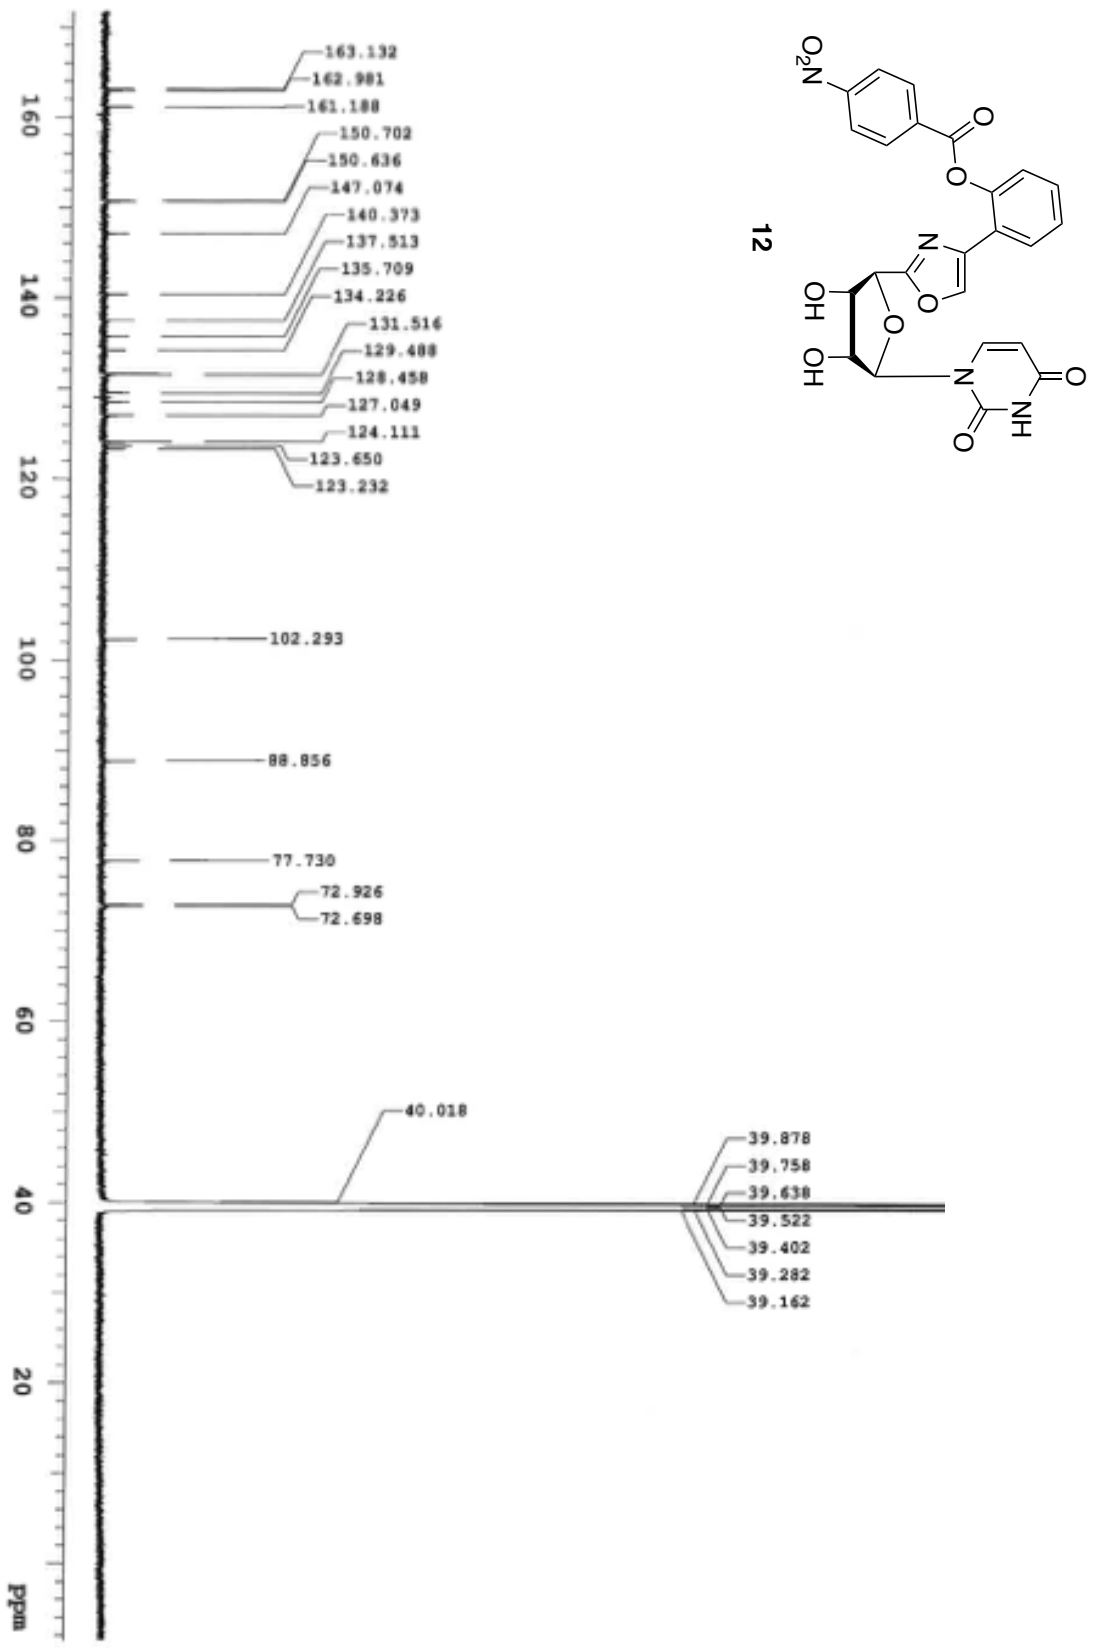 163.132
162.981
161.188
150.702
150.636
147.074
140.373
137.513
135.709
134.226
131.516
129.488
128.458
127.049
124.111
123.650
123.232
102.293
88.856
77.730
72.926
72.698
40.018
39.878
39.758
39.638
39.522
39.402
39.282
39.162
160 140 120 100 80 60 40 20 ppm
O₂N
O
O
N
O
O
OH
OH
N
O
NH
O
12